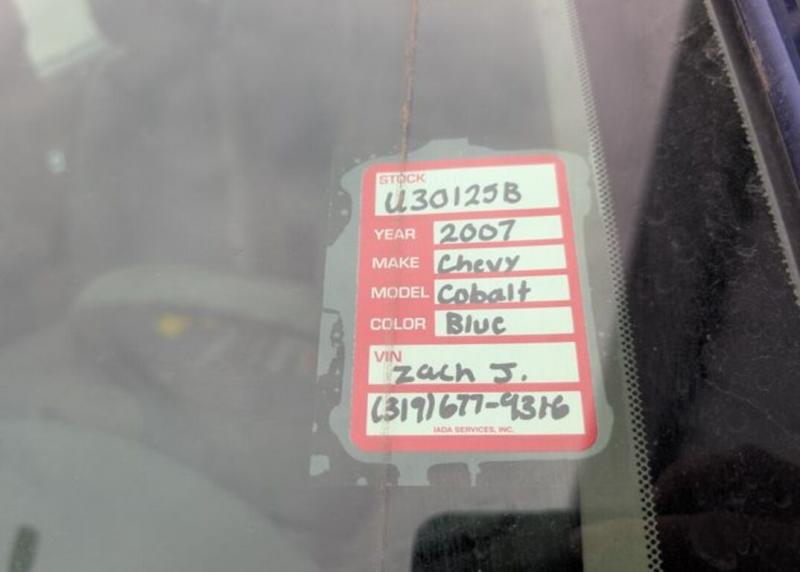 STOCK
U30125B
YEAR 2007
MAKE Chevy
MODEL Cobalt
COLOR Blue
VIN
Zach J.
(319)677-9316
IADA SERVICES, INC.